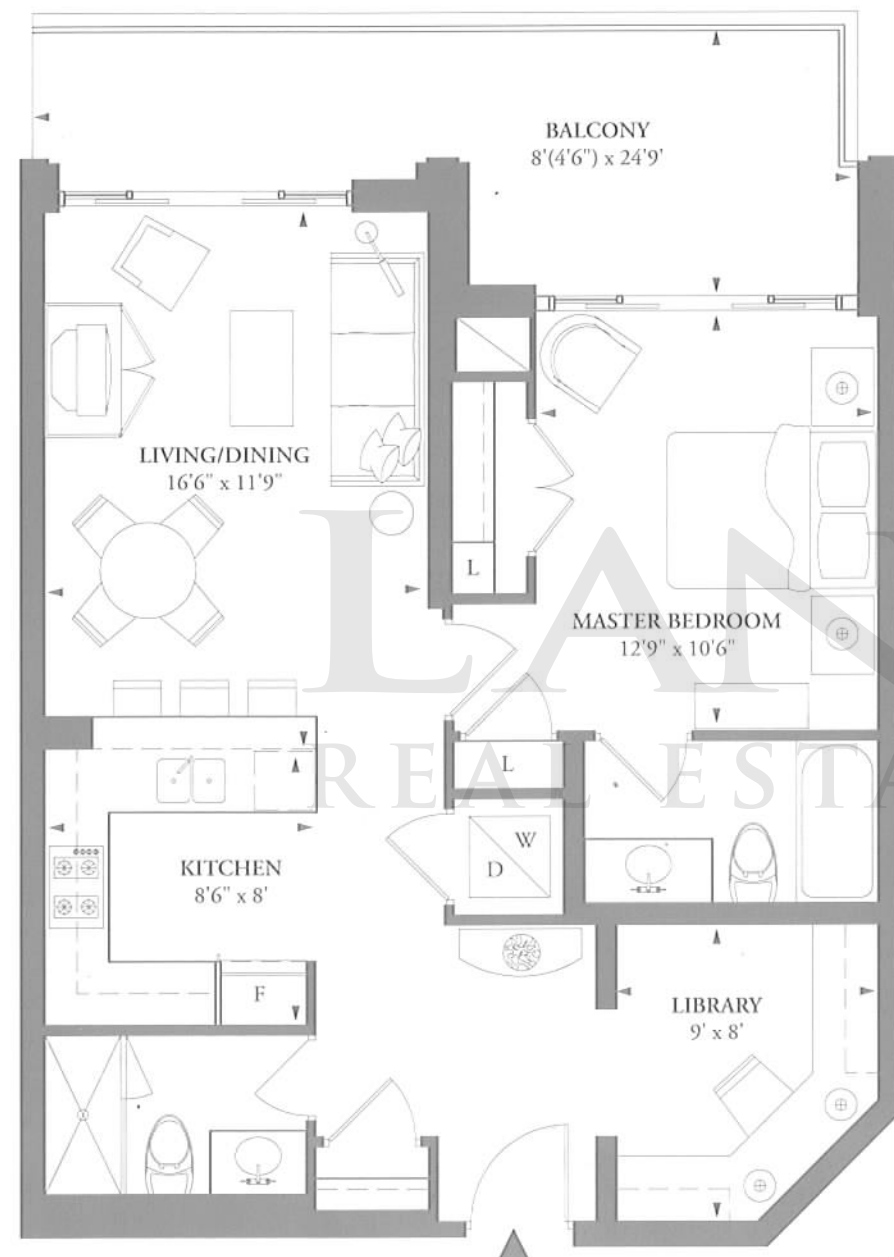 BALCONY
8'(4'6") x 24'9'
LIVING/DINING
16'6" x 11'9"
L
MASTER BEDROOM
12'9" x 10'6"
L
W
D
KITCHEN
8'6" x 8'
F
LIBRARY
9' x 8'
LAN
REAL ESTA